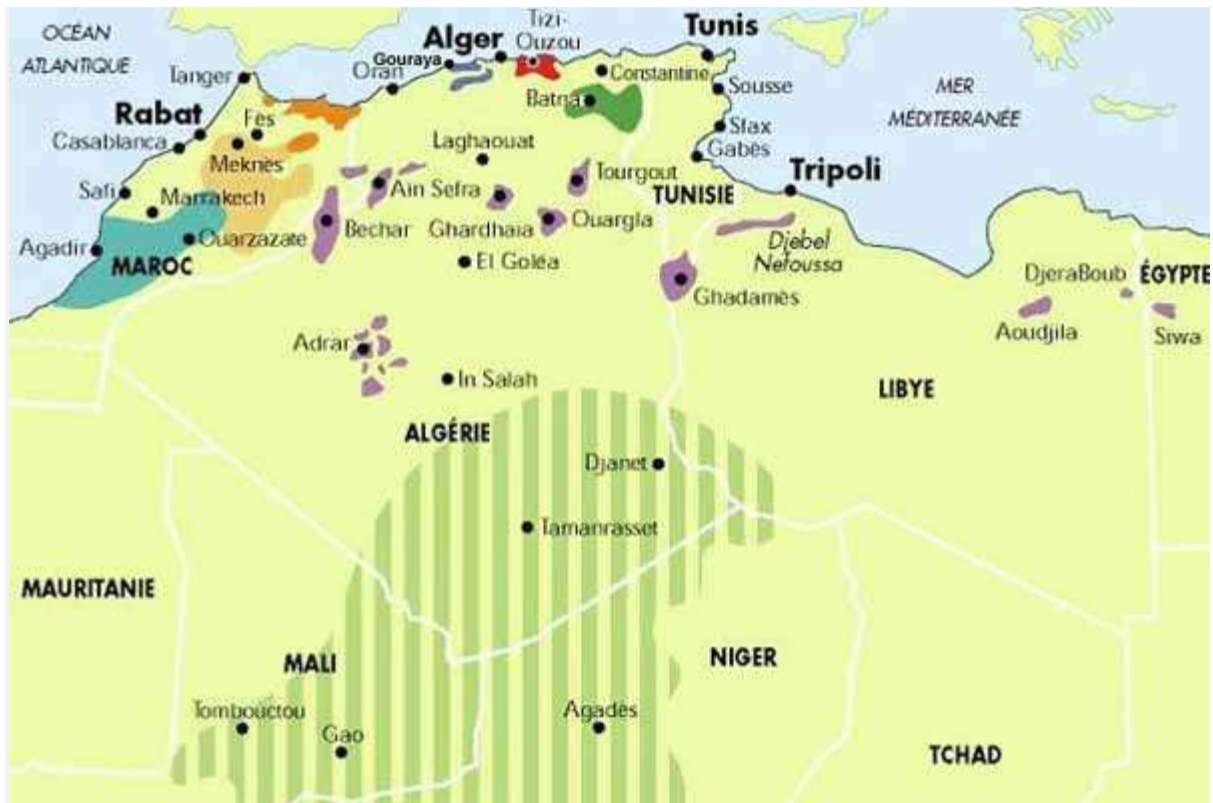 OCÉAN
ATLANTIQUE
Tanger
Rabat
Casablanca
Fès
Meknès
Safi
Marrakech
Agadir
Ouarzazate
MAROC
Oran
Gouraya
Alger
Tizi-
Ouzou
Constantine
Batna
Tunis
Sousse
Sfax
Gabès
TUNISIE
Tripoli
MER
MÉDITERRANÉE
Laghaouat
Aïn Sefra
Bechar
Ghardhaia
Tourgout
Ouargla
El Goléa
Djebel
Nefoussa
Ghadamès
DjeraBoub
ÉGYPTE
Aoudjila
Siwa
Adrar
In Salah
LIBYE
ALGÉRIE
Djanet
Tamanrasset
MAURITANIE
MALI
NIGER
Tombouctou
Gao
Agadès
TCHAD